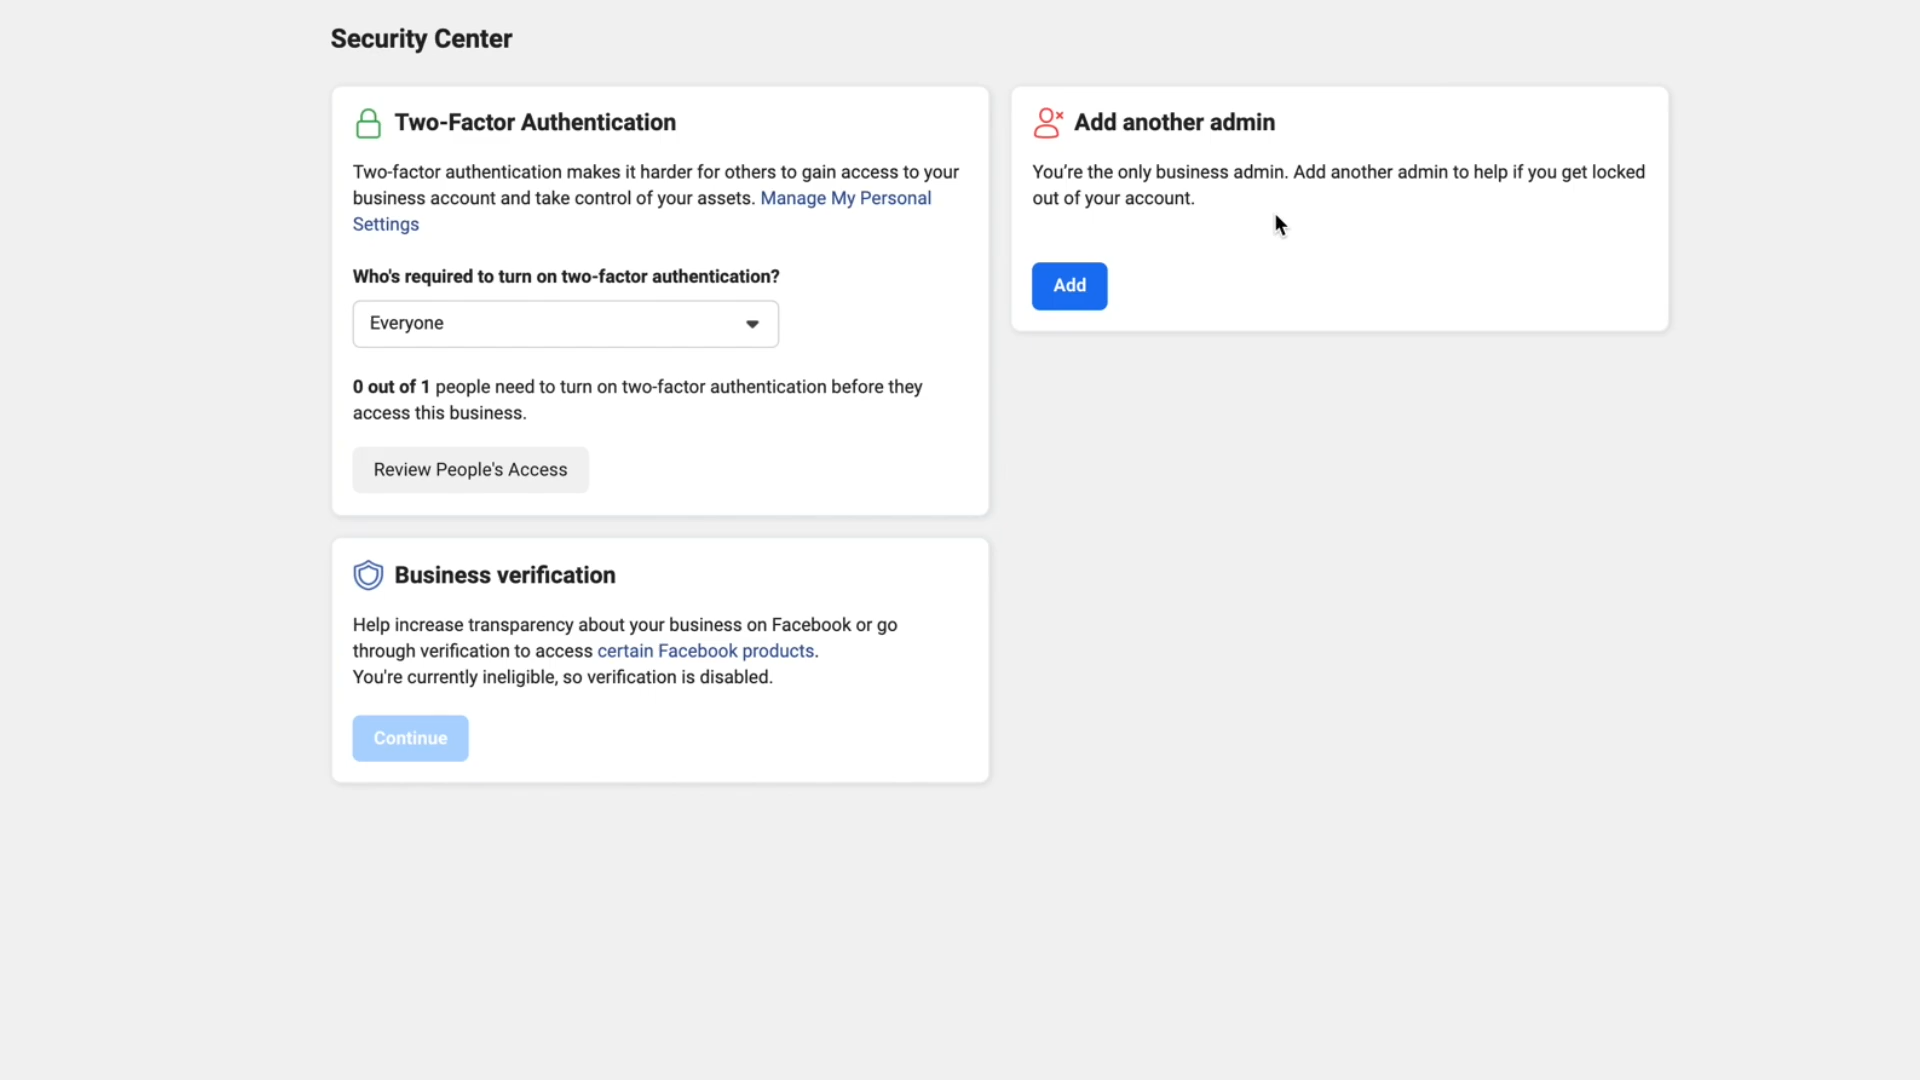 Security Center
Two-Factor Authentication
Two-factor authentication makes it harder for others to gain access to your
business account and take control of your assets. Manage My Personal
Settings
Who's required to turn on two-factor authentication?
Everyone
0 out of 1 people need to turn on two-factor authentication before they
access this business.
Review People's Access
Business verification
Help increase transparency about your business on Facebook or go
through verification to access certain Facebook products.
You're currently ineligible, so verification is disabled.
Continue
Add another admin
You’re the only business admin. Add another admin to help if you get locked
out of your account.
Add